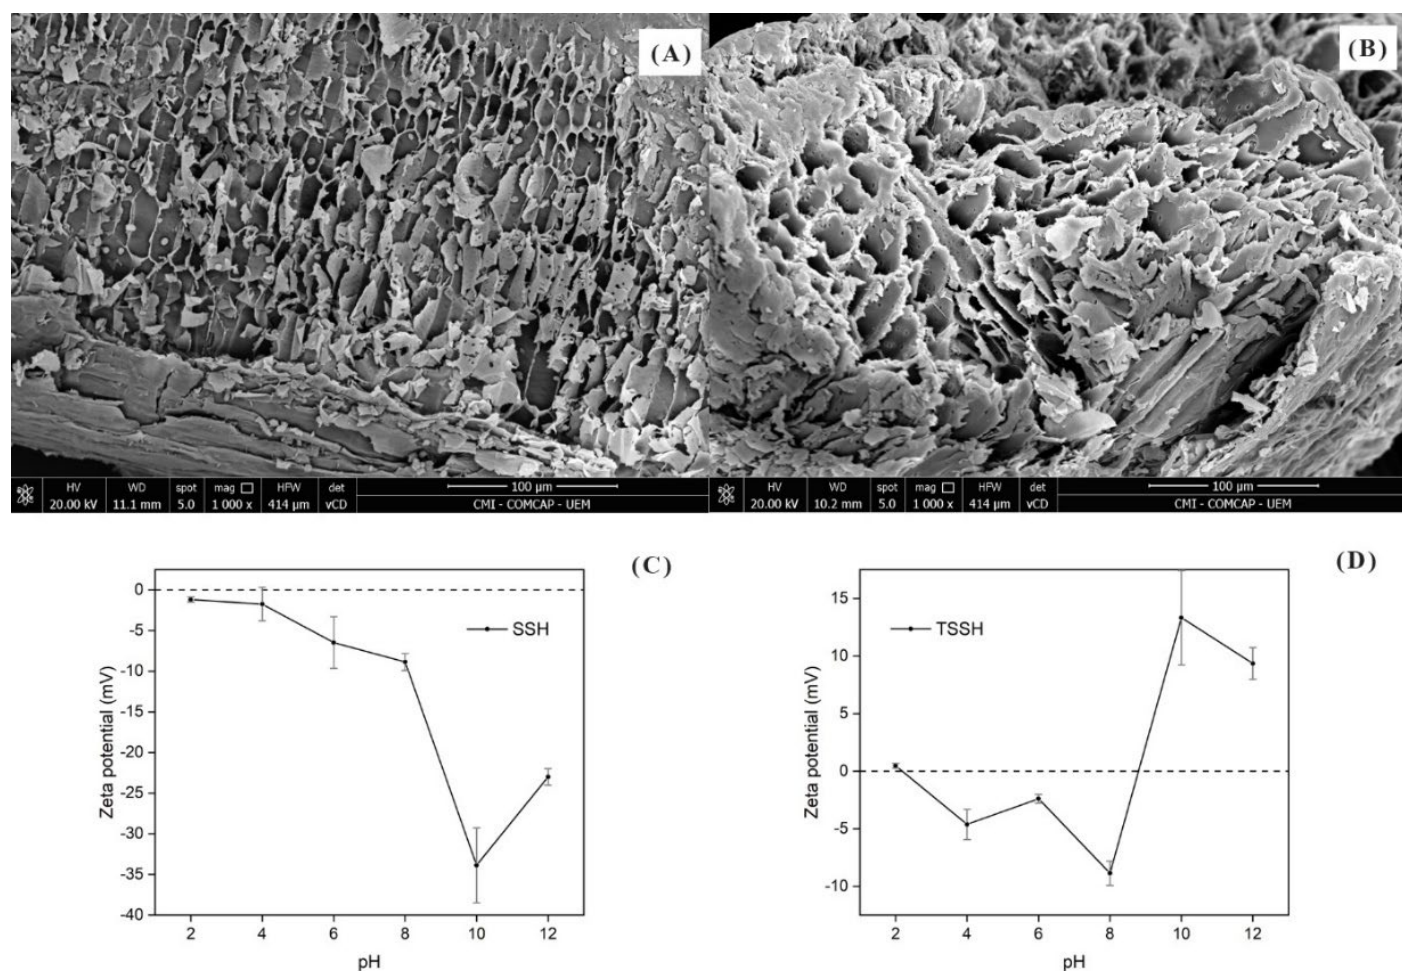 (A)
(B)
HV WD spot mag HFW det 100 µm
20.00 kV 11.1 mm 5.0 1 000 x 414 µm vCD CMI - COMCAP - UEM
HV WD spot mag HFW det 100 µm
20.00 kV 10.2 mm 5.0 1 000 x 414 µm vCD CMI - COMCAP - UEM
(C)
Zeta potential (mV)
0
-5
-10
-15
-20
-25
-30
-35
-40
SSH
2 4 6 8 10 12
pH
(D)
Zeta potential (mV)
15
10
5
0
-5
-10
TSSH
2 4 6 8 10 12
pH